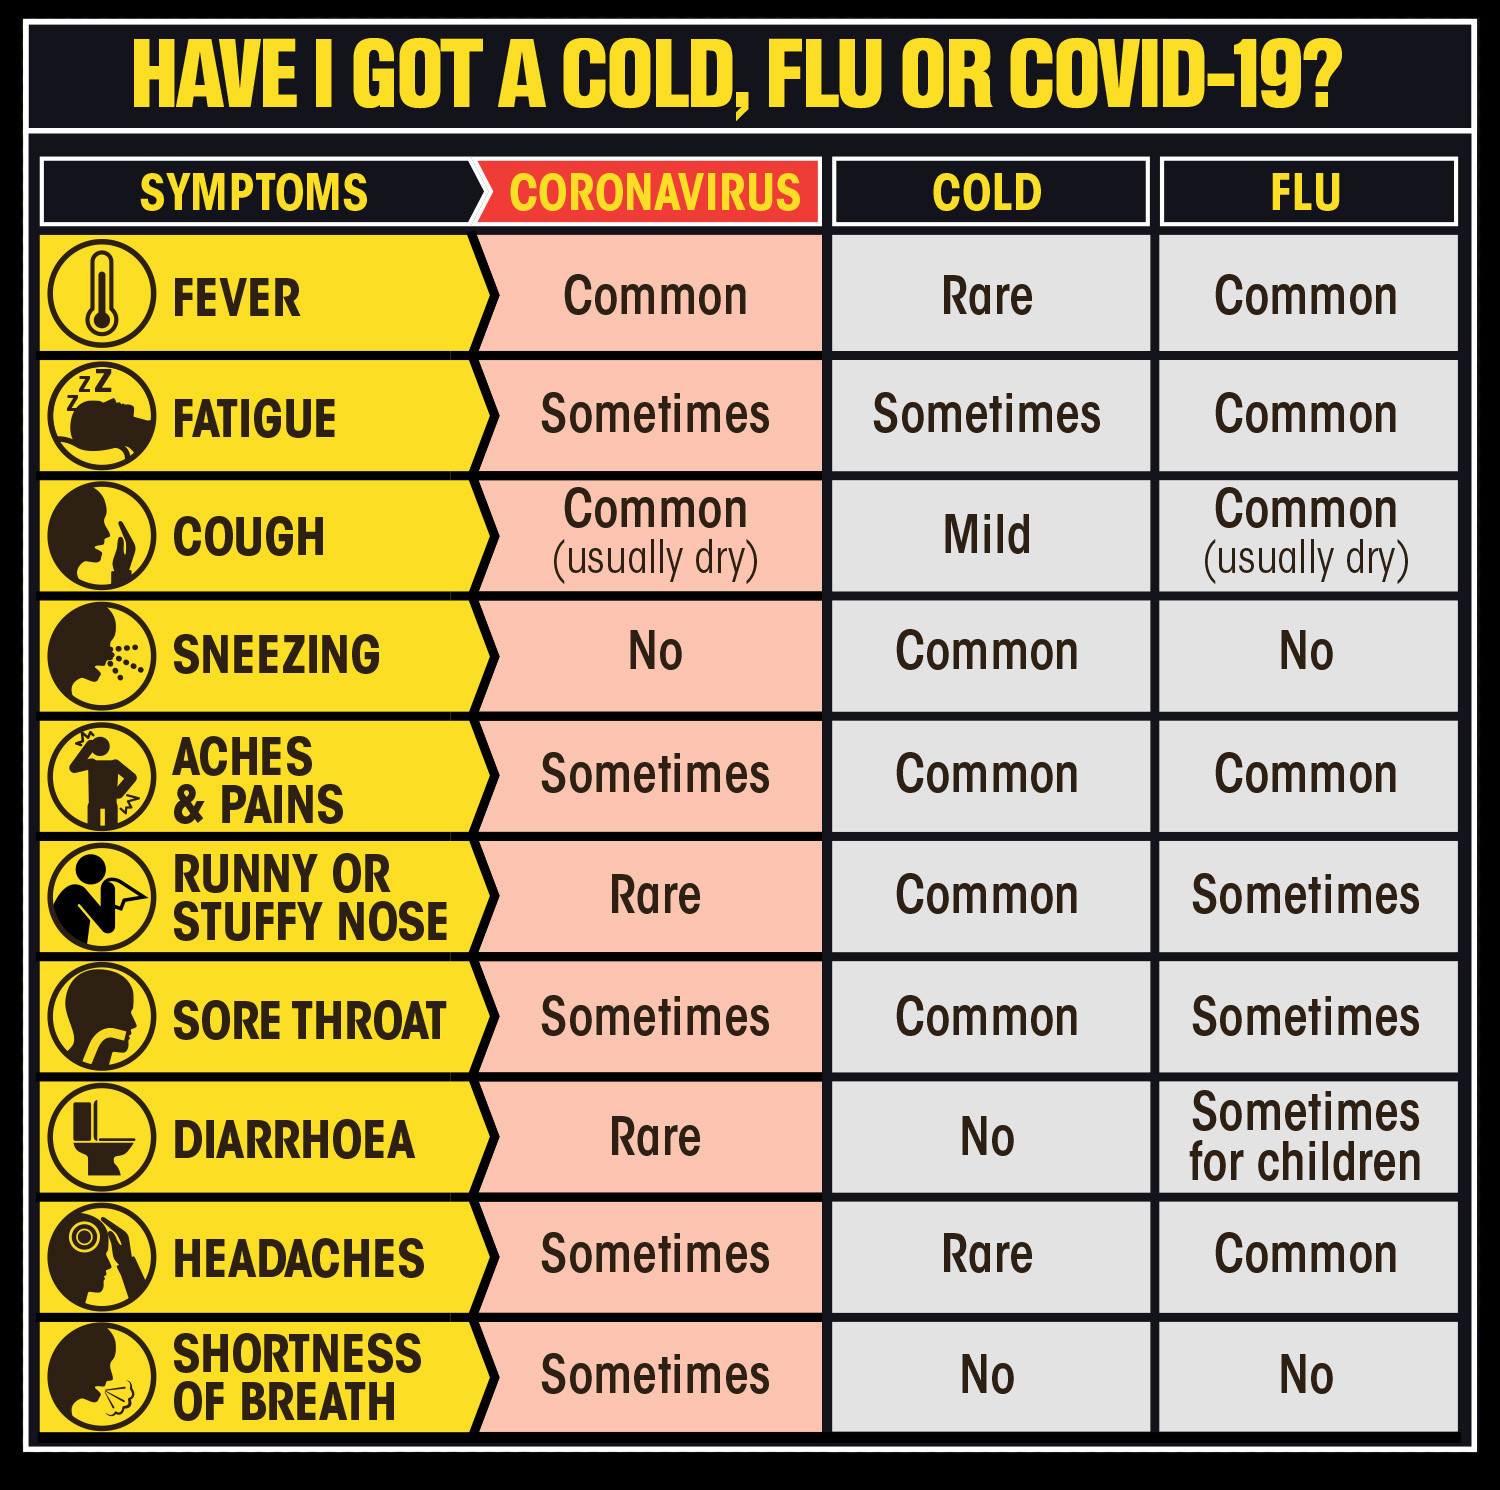 HAVE I GOT A COLD, FLU OR COVID-19?
SYMPTOMS CORONAVIRUS COLD FLU
FEVER Common Rare Common
zZZ
FATIGUE Sometimes Sometimes Common
COUGH Common (usually dry) Mild Common (usually dry)
SNEEZING No Common No
ACHES
& PAINS Sometimes Common Common
RUNNY OR
STUFFY NOSE Rare Common Sometimes
SORE THROAT Sometimes Common Sometimes
DIARRHOEA Rare No Sometimes
for children
HEADACHES Sometimes Rare Common
SHORTNESS
OF BREATH Sometimes No No